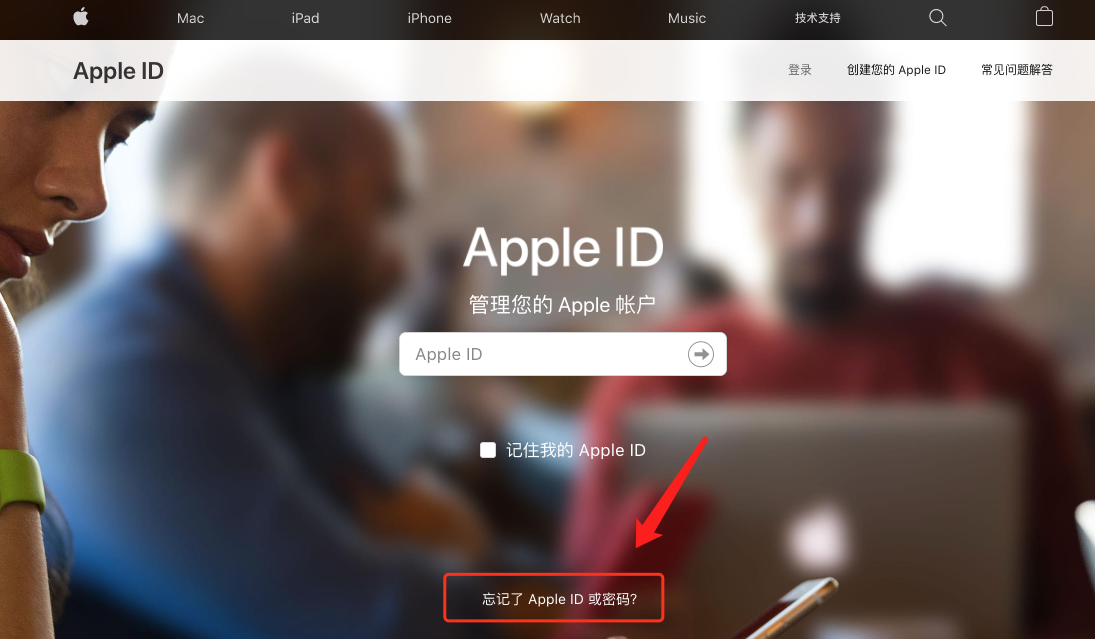 Mac iPad iPhone Watch Music 技术支持
Apple ID 登录 创建您的 Apple ID 常见问题解答
Apple ID
管理您的 Apple 帐户
Apple ID
记住我的 Apple ID
忘记了 Apple ID 或密码?